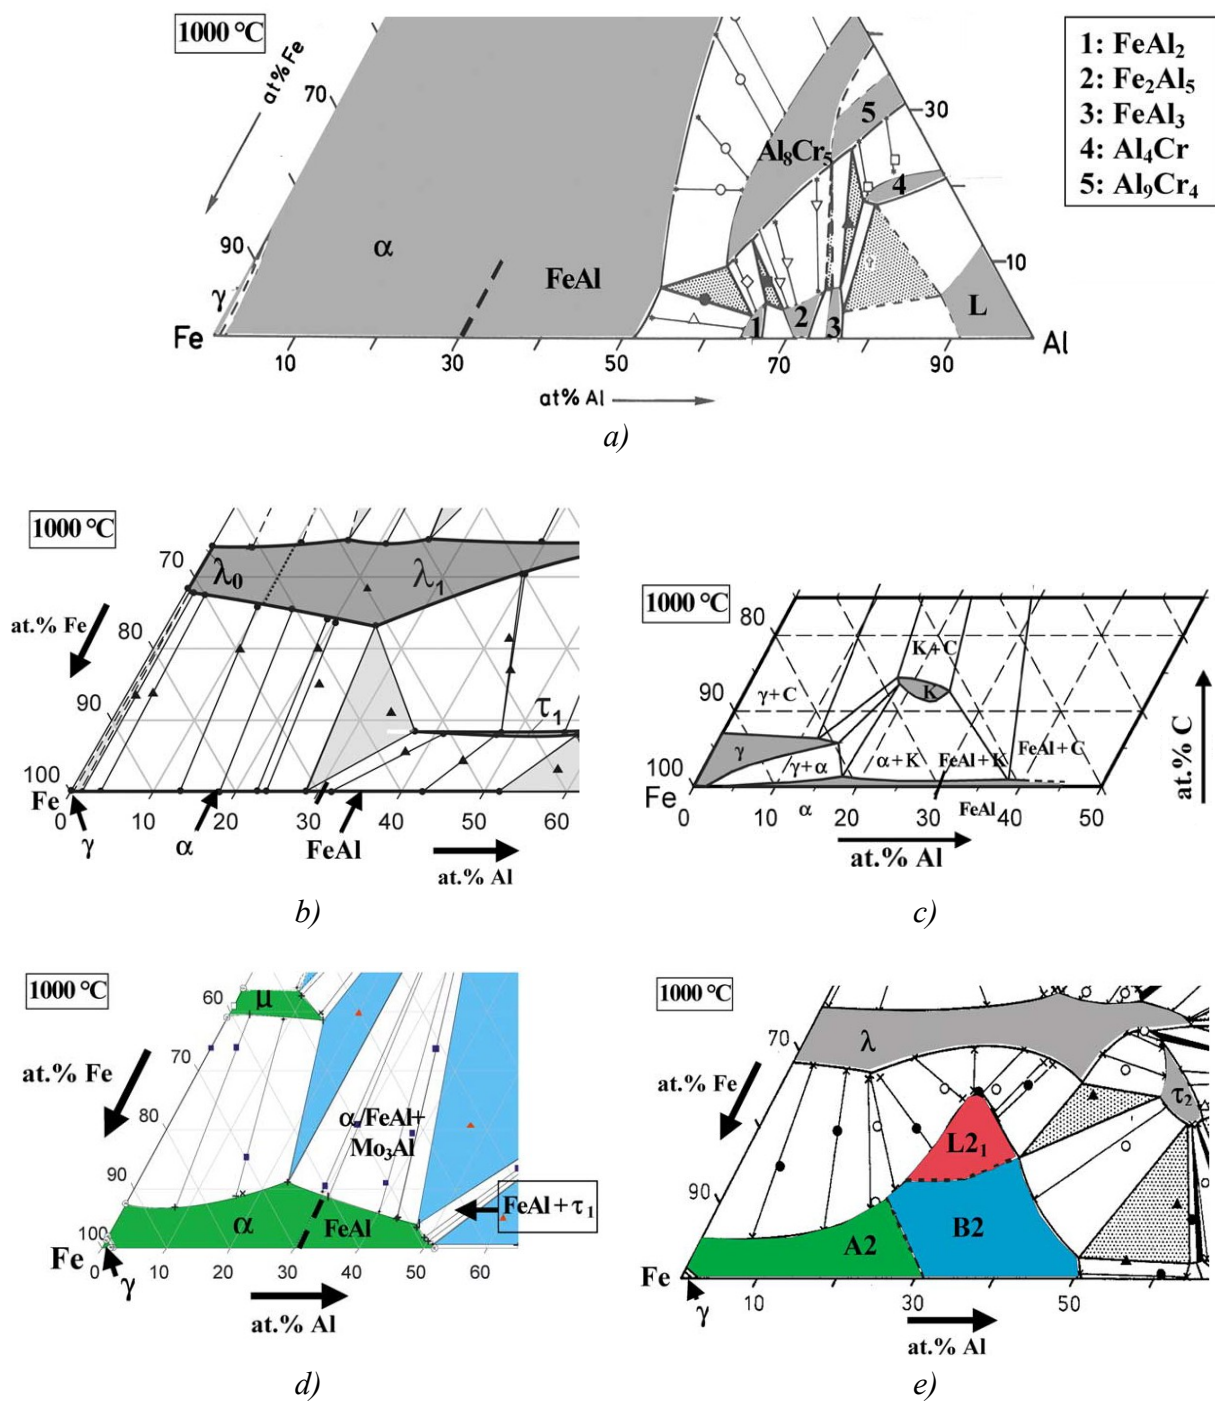 1000 °C
at%Fe
70
90
γ
α
FeAl
Al₈Cr₅
5
30
4
10
L
1
2
3
Fe
Al
10
30
50
70
90
at% Al
1: FeAl₂
2: Fe₂Al₅
3: FeAl₃
4: Al₄Cr
5: Al₉Cr₄
a)
1000 °C
70
λ₀
λ₁
at.% Fe
80
90
τ₁
100
Fe
0
10
20
30
40
50
60
γ
α
FeAl
at.% Al
b)
1000 °C
80
K+C
90
γ+C
K
γ
γ+α
α+K
FeAl+K
FeAl+C
100
Fe
α
FeAl
0
10
20
30
40
50
at.% Al
at.% C
c)
1000 °C
60
μ
at.% Fe
70
80
α/FeAl+
Mo₃Al
90
α
FeAl
FeAl+τ₁
100
Fe
0
10
20
30
40
50
60
γ
at.% Al
d)
1000 °C
70
λ
at.% Fe
τ₂
L2₁
90
A2
B2
Fe
10
30
50
γ
at.% Al
e)